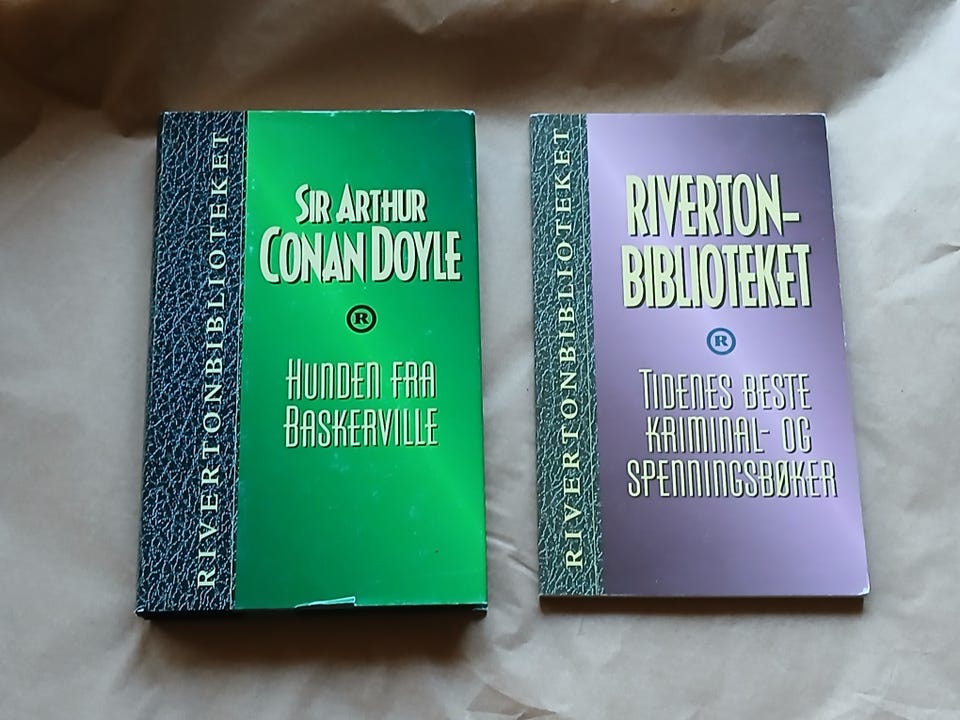 RIVERTONBIBLIOTEKET
SIR ARTHUR
CONAN DOYLE
R
HUNDEN FRA
BASKERVILLE
RIVERTONBIBLIOTEKET
RIVERTON-
BIBLIOTEKET
R
TIDENES BESTE
KRIMINAL- OG
SPENNINGSBØKER